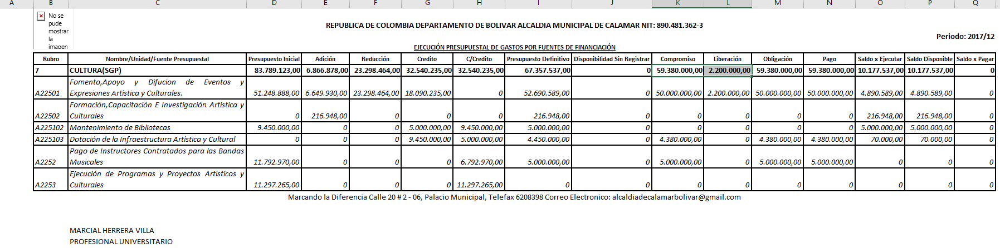 A B C D E F G H I J K L M N O P Q
No se
pude
mostrar
la
imagen
REPUBLICA DE COLOMBIA DEPARTAMENTO DE BOLIVAR ALCALDIA MUNICIPAL DE CALAMAR NIT: 890.481.362-3
Periodo: 2017/12
EJECUCIÓN PRESUPUESTAL DE GASTOS POR FUENTES DE FINANCIACIÓN
Rubro Nombre/Unidad/Fuente Presupuestal Presupuesto Inicial Adición Reducción Credito C/Credito Presupuesto Definitivo Disponibilidad Sin Registrar Compromiso Liberación Obligación Pago Saldo x Ejecutar Saldo Disponible Saldo x Pagar
7 CULTURA(SGP) 83.789.123,00 6.866.878,00 23.298.464,00 32.540.235,00 32.540.235,00 67.357.537,00 0 59.380.000,00 2.200.000,00 59.380.000,00 59.380.000,00 10.177.537,00 10.177.537,00 0
Fomento,Apoyo y Difucion de Eventos y
A22501 Expresiones Artística y Culturales. 51.248.888,00 6.649.930,00 23.298.464,00 18.090.235,00 0 52.690.589,00 0 50.000.000,00 2.200.000,00 50.000.000,00 50.000.000,00 4.890.589,00 4.890.589,00 0
Formación,Capacitación E Investigación Artística y
A22502 Culturales 0 216.948,00 0 0 0 216.948,00 0 0 0 0 0 216.948,00 216.948,00 0
A225102 Mantenimiento de Bibliotecas 9.450.000,00 0 0 5.000.000,00 9.450.000,00 5.000.000,00 0 0 0 0 0 5.000.000,00 5.000.000,00 0
A225103 Dotación de la Infraestructura Artística y Cultural 0 0 0 9.450.000,00 5.000.000,00 4.450.000,00 0 4.380.000,00 0 4.380.000,00 4.380.000,00 70.000,00 70.000,00 0
Pago de Instructores Contratados para las Bandas
A2252 Musicales 11.792.970,00 0 0 0 6.792.970,00 5.000.000,00 0 5.000.000,00 0 5.000.000,00 5.000.000,00 0 0 0
Ejecución de Programas y Proyectos Artísticos y
A2253 Culturales 11.297.265,00 0 0 0 11.297.265,00 0 0 0 0 0 0 0 0 0
Marcando la Diferencia Calle 20 # 2 - 06, Palacio Municipal, Telefax 6208398 Correo Electronico: alcaldiadecalamarbolivar@gmail.com
MARCIAL HERRERA VILLA
PROFESIONAL UNIVERSITARIO